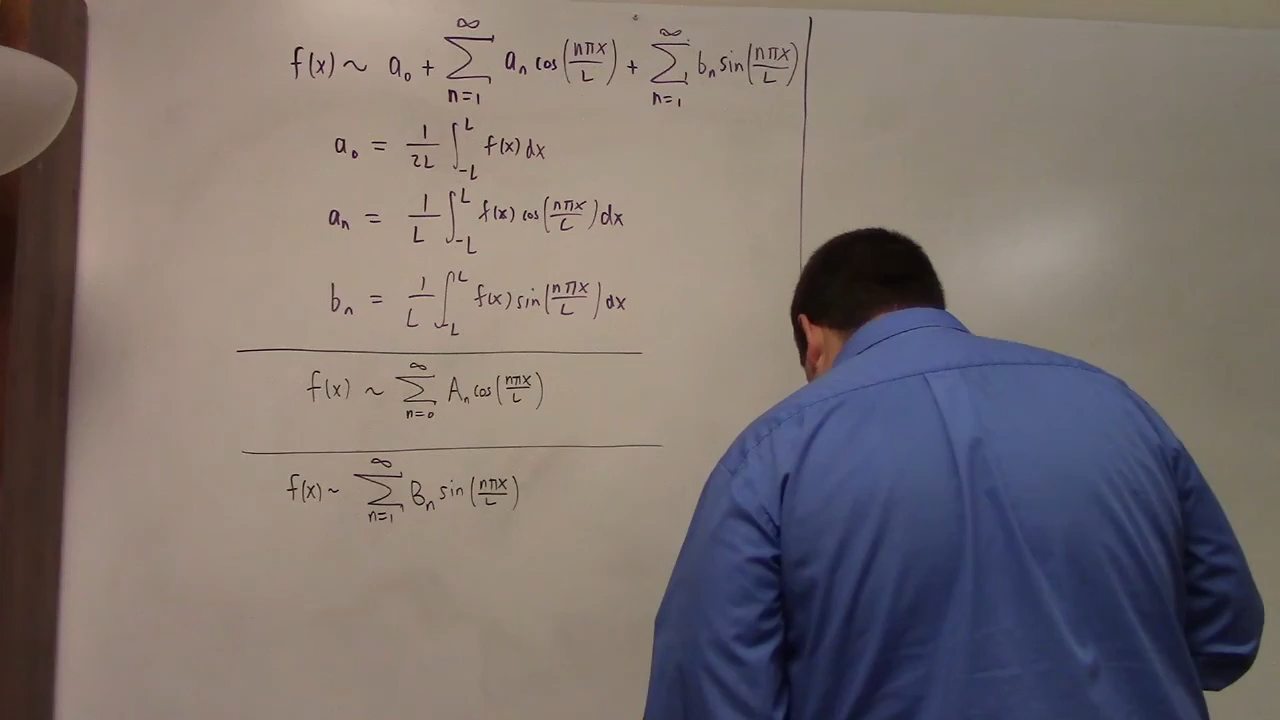 f(x) ~ a₀ + ∑_{n=1}^{∞} aₙ cos(nπx/L) + ∑_{n=1}^{∞} bₙ sin(nπx/L)
a₀ = 1/2L ∫_{-L}^{L} f(x) dx
aₙ = 1/L ∫_{-L}^{L} f(x) cos(nπx/L) dx
bₙ = 1/L ∫_{-L}^{L} f(x) sin(nπx/L) dx
f(x) ~ ∑_{n=0}^{∞} Aₙ cos(nπx/L)
f(x) ~ ∑_{n=1}^{∞} Bₙ sin(nπx/L)